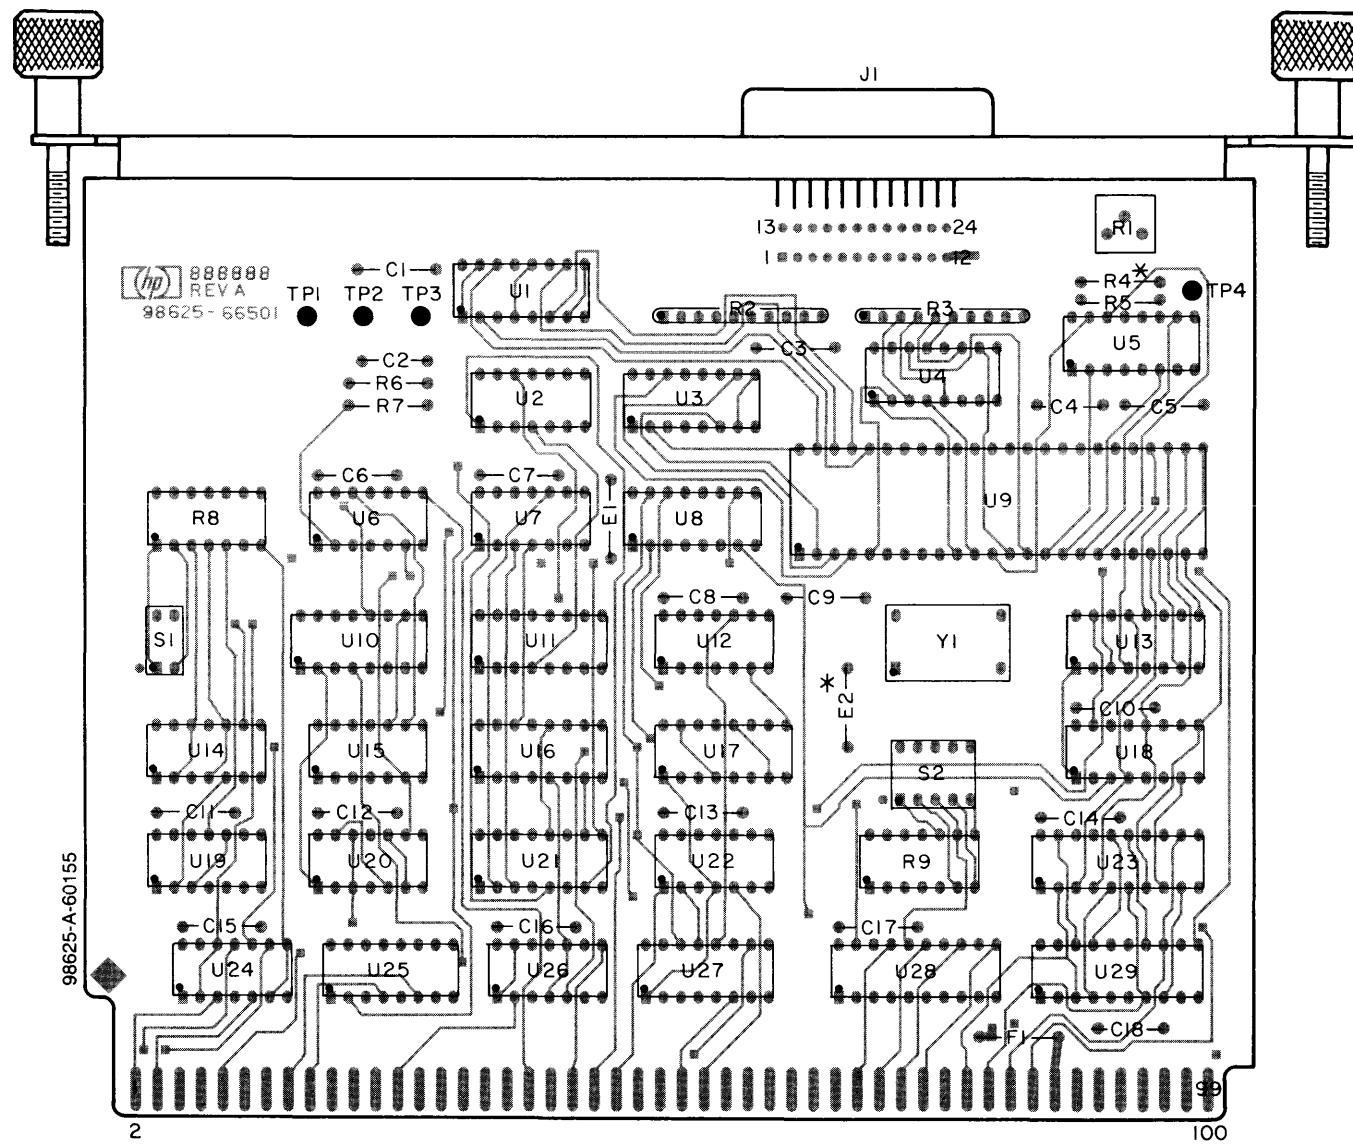 J1
13 24
R1
1 12
hp 888888
REV A
98625-66501
C1
U1
R4 *
R5
TP1 TP2 TP3
TP4
R2
R3
U5
C2
C3
R6
U4
R7
U2
U3
C4 C5
C6
C7
E1
U9
R8
U6
U7
U8
C8 C9
S1
U10
U11
U12
Y1
U13
*
E2
C10
U14
U15
U16
U17
S2
U18
C11
C12
C13
C14
U19
U20
U21
U22
R9
U23
98625-A-60155
C15
C16
C17
U24
U25
U26
U27
U28
U29
F1
C18
99
2
100